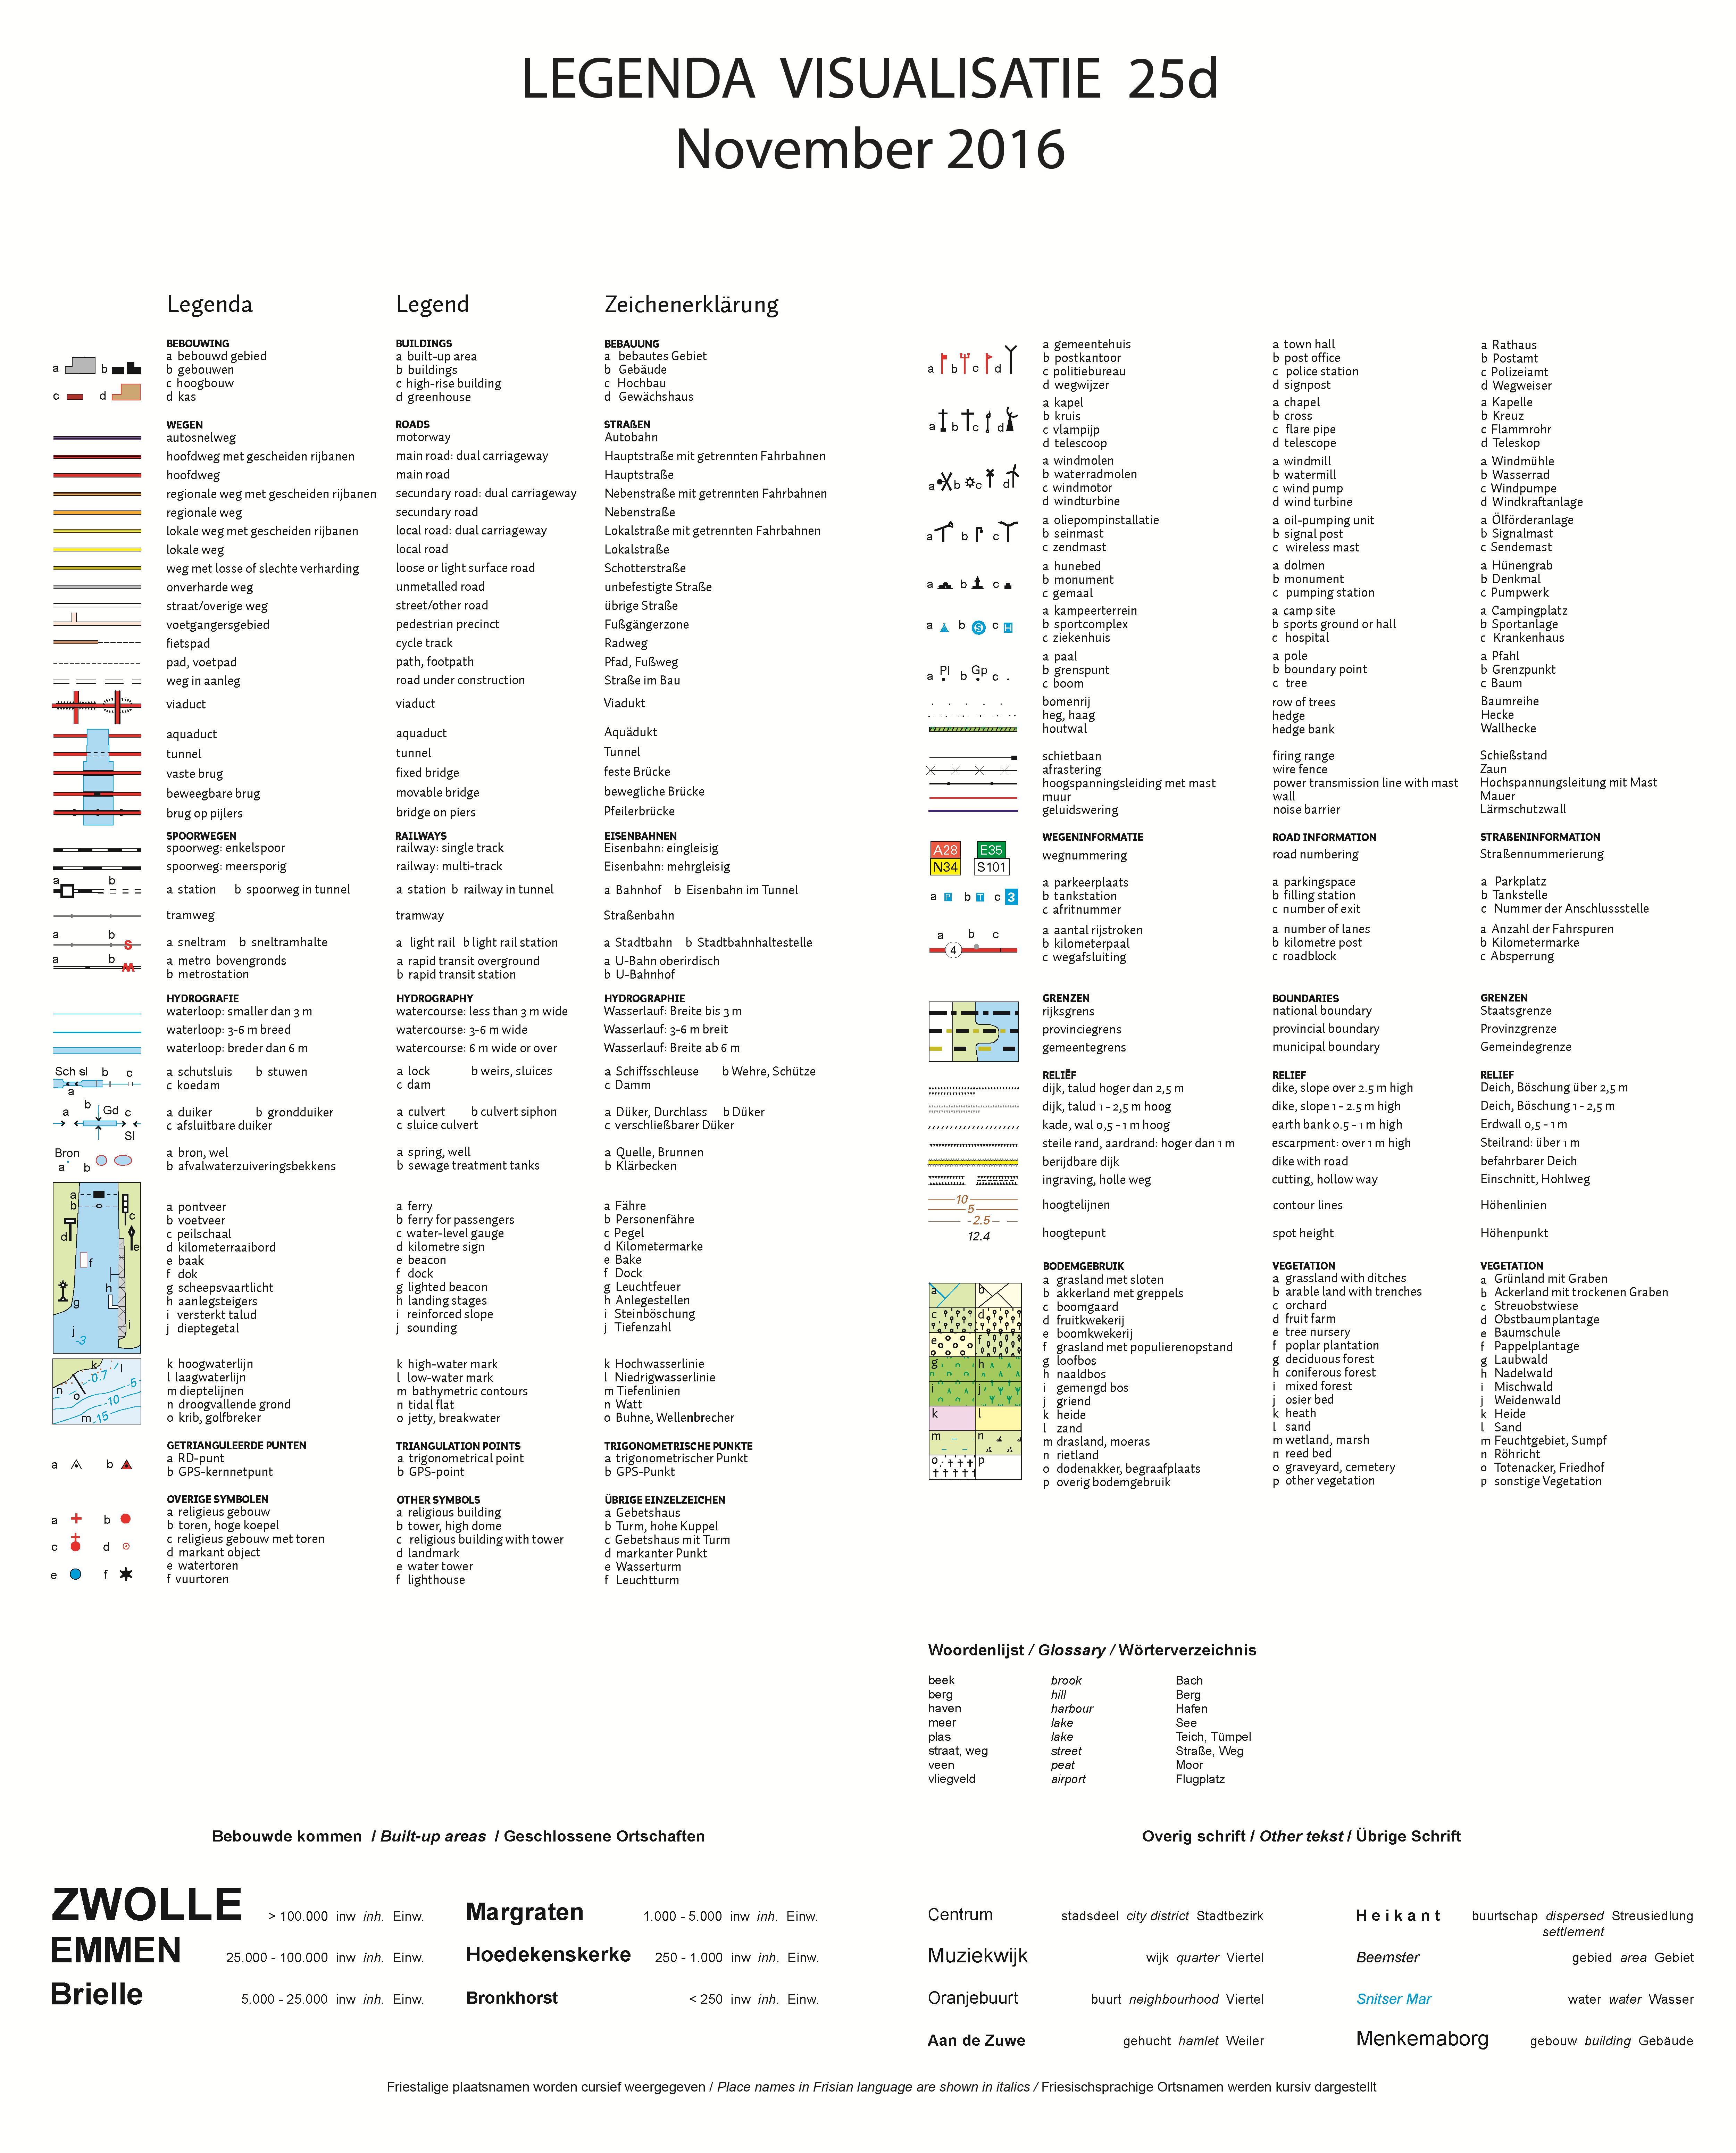 LEGENDA VISUALISATIE 25d
November 2016
Legenda Legend Zeichenerklärung
BEBOUWING BUILDINGS BEBAUUNG
a b a bebouwd gebied a built-up area a bebautes Gebiet
b gebouwen b buildings b Gebäude
c hoogbouw c high-rise building c Hochbau
c d d kas d greenhouse d Gewächshaus
WEGEN ROADS STRAßEN
autosnelweg motorway Autobahn
hoofdweg met gescheiden rijbanen main road: dual carriageway Hauptstraße mit getrennten Fahrbahnen
hoofdweg main road Hauptstraße
regionale weg met gescheiden rijbanen secundary road: dual carriageway Nebenstraße mit getrennten Fahrbahnen
regionale weg secundary road Nebenstraße
lokale weg met gescheiden rijbanen local road: dual carriageway Lokalstraße mit getrennten Fahrbahnen
lokale weg local road Lokalstraße
weg met losse of slechte verharding loose or light surface road Schotterstraße
onverharde weg unmetalled road unbefestigte Straße
straat/overige weg street/other road übrige Straße
voetgangersgebied pedestrian precinct Fußgängerzone
fietspad cycle track Radweg
pad, voetpad path, footpath Pfad, Fußweg
weg in aanleg road under construction Straße im Bau
viaduct viaduct Viadukt
aquaduct aquaduct Aquädukt
tunnel tunnel Tunnel
vaste brug fixed bridge feste Brücke
beweegbare brug movable bridge bewegliche Brücke
brug op pijlers bridge on piers Pfeilerbrücke
SPOORWEGEN RAILWAYS EISENBAHNEN
spoorweg: enkelspoor railway: single track Eisenbahn: eingleisig
spoorweg: meersporig railway: multi-track Eisenbahn: mehrgleisig
a b a station b spoorweg in tunnel a station b railway in tunnel a Bahnhof b Eisenbahn im Tunnel
tramweg tramway Straßenbahn
a b S a sneltram b sneltramhalte a light rail b light rail station a Stadtbahn b Stadtbahnhaltestelle
a b M a metro bovengronds a rapid transit overground a U-Bahn oberirdisch
b metrostation b rapid transit station b U-Bahnhof
HYDROGRAFIE HYDROGRAPHY HYDROGRAPHIE
waterloop: smaller dan 3 m watercourse: less than 3 m wide Wasserlauf: Breite bis 3 m
waterloop: 3-6 m breed watercourse: 3-6 m wide Wasserlauf: 3-6 m breit
waterloop: breder dan 6 m watercourse: 6 m wide or over Wasserlauf: Breite ab 6 m
Sch sl b c a schutsluis b stuwen a lock b weirs, sluices a Schiffsschleuse b Wehre, Schütze
a c koedam c dam c Damm
a b Gd c a duiker b grondduiker a culvert b culvert siphon a Düker, Durchlass b Düker
Sl c afsluitbare duiker c sluice culvert c verschließbarer Düker
Bron a bron, wel a spring, well a Quelle, Brunnen
a b b afvalwaterzuiveringsbekkens b sewage treatment tanks b Klärbecken
a a pontveer a ferry a Fähre
b b voetveer b ferry for passengers b Personenfähre
c c peilschaal c water-level gauge c Pegel
d d kilometerraaibord d kilometre sign d Kilometermarke
e e baak e beacon e Bake
f f dok f dock f Dock
g g scheepsvaartlicht g lighted beacon g Leuchtfeuer
h h aanlegsteigers h landing stages h Anlegestellen
i i versterkt talud i reinforced slope i Steinböschung
j -3 j dieptegetal j sounding j Tiefenzahl
k l k hoogwaterlijn k high-water mark k Hochwasserlinie
-0.7 -5 l laagwaterlijn l low-water mark l Niedrigwasserlinie
n o m dieptelijnen m bathymetric contours m Tiefenlinien
-10 n droogvallende grond n tidal flat n Watt
m -15 o krib, golfbreker o jetty, breakwater o Buhne, Wellenbrecher
GETRIANGULEERDE PUNTEN TRIANGULATION POINTS TRIGONOMETRISCHE PUNKTE
a b a RD-punt a trigonometrical point a trigonometrischer Punkt
b GPS-kernnetpunt b GPS-point b GPS-Punkt
OVERIGE SYMBOLEN OTHER SYMBOLS ÜBRIGE EINZELZEICHEN
a b a religieus gebouw a religious building a Gebetshaus
b toren, hoge koepel b tower, high dome b Turm, hohe Kuppel
c d c religieus gebouw met toren c religious building with tower c Gebetshaus mit Turm
d markant object d landmark d markanter Punkt
e f e watertoren e water tower e Wasserturm
f vuurtoren f lighthouse f Leuchtturm
a gemeentehuis a town hall a Rathaus
b postkantoor b post office b Postamt
a b c d c politiebureau c police station c Polizeiamt
d wegwijzer d signpost d Wegweiser
a kapel a chapel a Kapelle
b kruis b cross b Kreuz
a b c d c vlampijp c flare pipe c Flammrohr
d telescoop d telescope d Teleskop
a windmolen a windmill a Windmühle
b waterradmolen b watermill b Wasserrad
a b c d c windmotor c wind pump c Windpumpe
d windturbine d wind turbine d Windkraftanlage
a oliepompinstallatie a oil-pumping unit a Ölförderanlage
a b c b seinmast b signal post b Signalmast
c zendmast c wireless mast c Sendemast
a hunebed a dolmen a Hünengrab
a b c b monument b monument b Denkmal
c gemaal c pumping station c Pumpwerk
a kampeerterrein a camp site a Campingplatz
a b S c H b sportcomplex b sports ground or hall b Sportanlage
c ziekenhuis c hospital c Krankenhaus
a paal a pole a Pfahl
a Pl b Gp c b grenspunt b boundary point b Grenzpunkt
c boom c tree c Baum
bomenrij row of trees Baumreihe
heg, haag hedge Hecke
houtwal hedge bank Wallhecke
schietbaan firing range Schießstand
afrastering wire fence Zaun
hoogspanningsleiding met mast power transmission line with mast Hochspannungsleitung mit Mast
muur wall Mauer
geluidswering noise barrier Lärmschutzwall
WEGENINFORMATIE ROAD INFORMATION STRAßENINFORMATION
A28 E35 wegnummering road numbering Straßennummerierung
N34 S101
a parkeerplaats a parkingspace a Parkplatz
a P b T c 3 b tankstation b filling station b Tankstelle
c afritnummer c number of exit c Nummer der Anschlussstelle
a b c a aantal rijstroken a number of lanes a Anzahl der Fahrspuren
4 b kilometerpaal b kilometre post b Kilometermarke
c wegafsluiting c roadblock c Absperrung
GRENZEN BOUNDARIES GRENZEN
rijksgrens national boundary Staatsgrenze
provinciegrens provincial boundary Provinzgrenze
gemeentegrens municipal boundary Gemeindegrenze
RELIËF RELIEF RELIEF
dijk, talud hoger dan 2,5 m dike, slope over 2.5 m high Deich, Böschung über 2,5 m
dijk, talud 1 - 2,5 m hoog dike, slope 1 - 2.5 m high Deich, Böschung 1 - 2,5 m
kade, wal 0,5 - 1 m hoog earth bank 0.5 - 1 m high Erdwall 0,5 - 1 m
steile rand, aardrand: hoger dan 1 m escarpment: over 1 m high Steilrand: über 1 m
berijdbare dijk dike with road befahrbarer Deich
ingraving, holle weg cutting, hollow way Einschnitt, Hohlweg
10 5 2.5 hoogtelijnen contour lines Höhenlinien
12.4 hoogtepunt spot height Höhenpunkt
BODEMGEBRUIK VEGETATION VEGETATION
a a grasland met sloten a grassland with ditches a Grünland mit Graben
b b akkerland met greppels b arable land with trenches b Ackerland mit trockenen Graben
c c boomgaard c orchard c Streuobstwiese
d d fruitkwekerij d fruit farm d Obstbaumplantage
e e boomkwekerij e tree nursery e Baumschule
f f grasland met populierenopstand f poplar plantation f Pappelplantage
g g loofbos g deciduous forest g Laubwald
h h naaldbos h coniferous forest h Nadelwald
i i gemengd bos i mixed forest i Mischwald
j j griend j osier bed j Weidenwald
k k heide k heath k Heide
l l zand l sand l Sand
m m drasland, moeras m wetland, marsh m Feuchtgebiet, Sumpf
n n rietland n reed bed n Röhricht
o o dodenakker, begraafplaats o graveyard, cemetery o Totenacker, Friedhof
p p overig bodemgebruik p other vegetation p sonstige Vegetation
Woordenlijst / Glossary / Wörterverzeichnis
beek brook Bach
berg hill Berg
haven harbour Hafen
meer lake See
plas lake Teich, Tümpel
straat, weg street Straße, Weg
veen peat Moor
vliegveld airport Flugplatz
Bebouwde kommen / Built-up areas / Geschlossene Ortschaften
ZWOLLE > 100.000 inw inh. Einw. Margraten 1.000 - 5.000 inw inh. Einw.
EMMEN 25.000 - 100.000 inw inh. Einw. Hoedekenskerke 250 - 1.000 inw inh. Einw.
Brielle 5.000 - 25.000 inw inh. Einw. Bronkhorst < 250 inw inh. Einw.
Overig schrift / Other tekst / Übrige Schrift
Centrum stadsdeel city district Stadtbezirk Heikant buurtschap dispersed Streusiedlung
settlement
Muziekwijk wijk quarter Viertel Beemster gebied area Gebiet
Oranjebuurt buurt neighbourhood Viertel Snitser Mar water water Wasser
Aan de Zuwe gehucht hamlet Weiler Menkemaborg gebouw building Gebäude
Friestalige plaatsnamen worden cursief weergegeven / Place names in Frisian language are shown in italics / Friesischsprachige Ortsnamen werden kursiv dargestellt